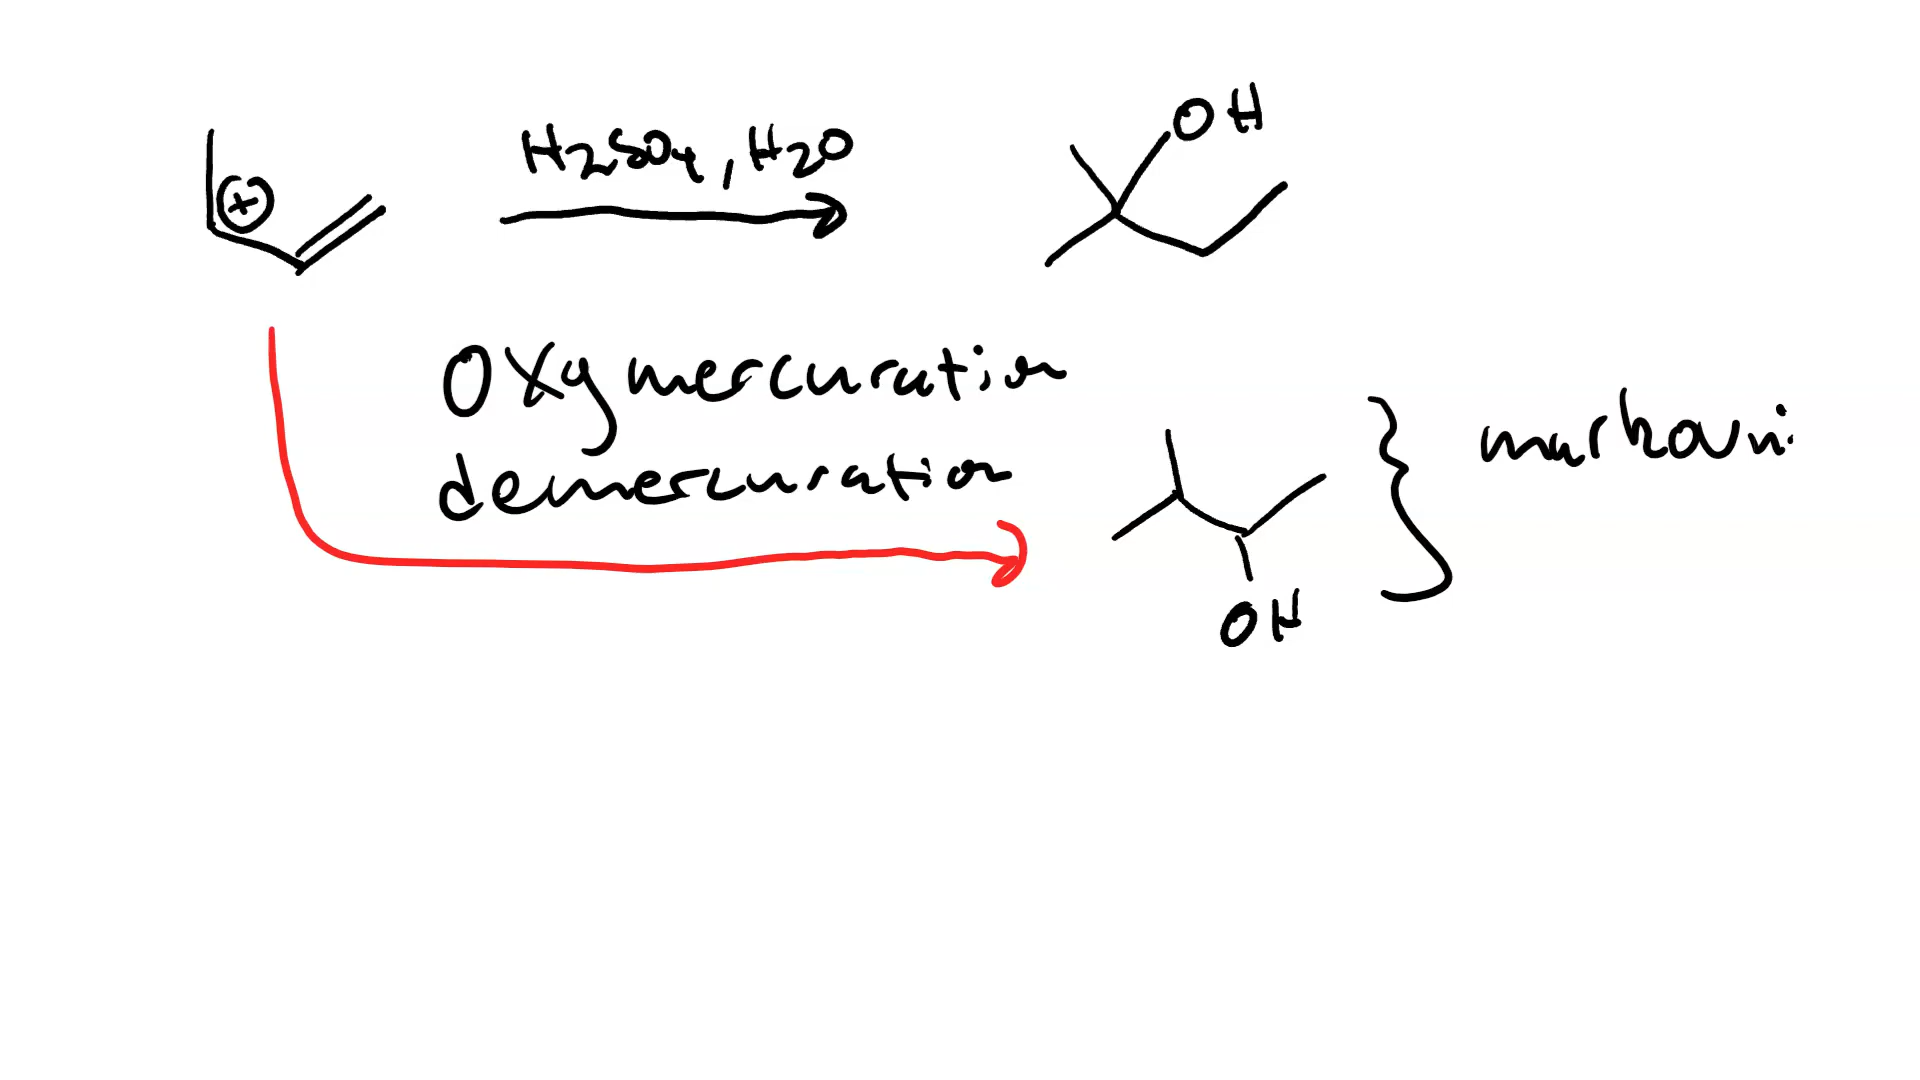 H2SO4, H2O
OH
Oxymercuration
demercuration
markovni
OH